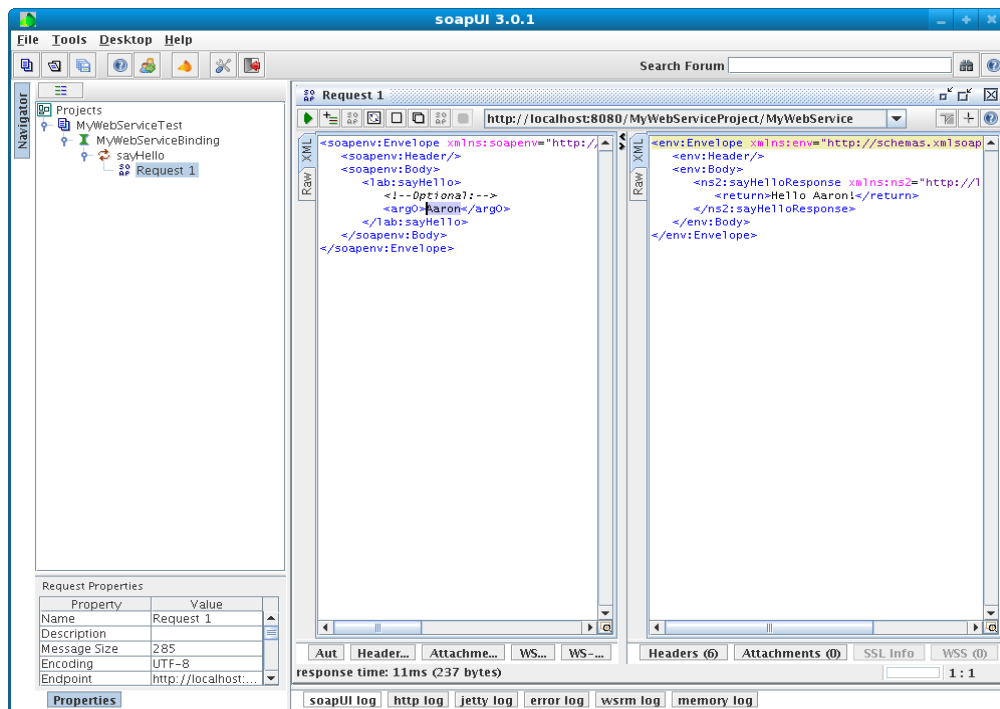 soapUI 3.0.1
File Tools Desktop Help
Search Forum
Navigator
Projects
MyWebServiceTest
MyWebServiceBinding
sayHello
Request 1
Request Properties
Property Value
Name Request 1
Description
Message Size 285
Encoding UTF-8
Endpoint http://localhost:...
Properties
Request 1
http://localhost:8080/MyWebServiceProject/MyWebService
XML
Raw
<soapenv:Envelope xmlns:soapenv="http:/
<soapenv:Header/>
<soapenv:Body>
<lab:sayHello>
<!--Optional:-->
<arg0>Aaron</arg0>
</lab:sayHello>
</soapenv:Body>
</soapenv:Envelope>
XML
Raw
<env:Envelope xmlns:env="http://schemas.xmlsoap
<env:Header/>
<env:Body>
<ns2:sayHelloResponse xmlns:ns2="http://l
<return>Hello Aaron!</return>
</ns2:sayHelloResponse>
</env:Body>
</env:Envelope>
Aut Header... Attachme... WS... WS-...
Headers (6) Attachments (0) SSL Info WSS (0)
response time: 11ms (237 bytes)
1 : 1
soapUI log http log jetty log error log wsrm log memory log